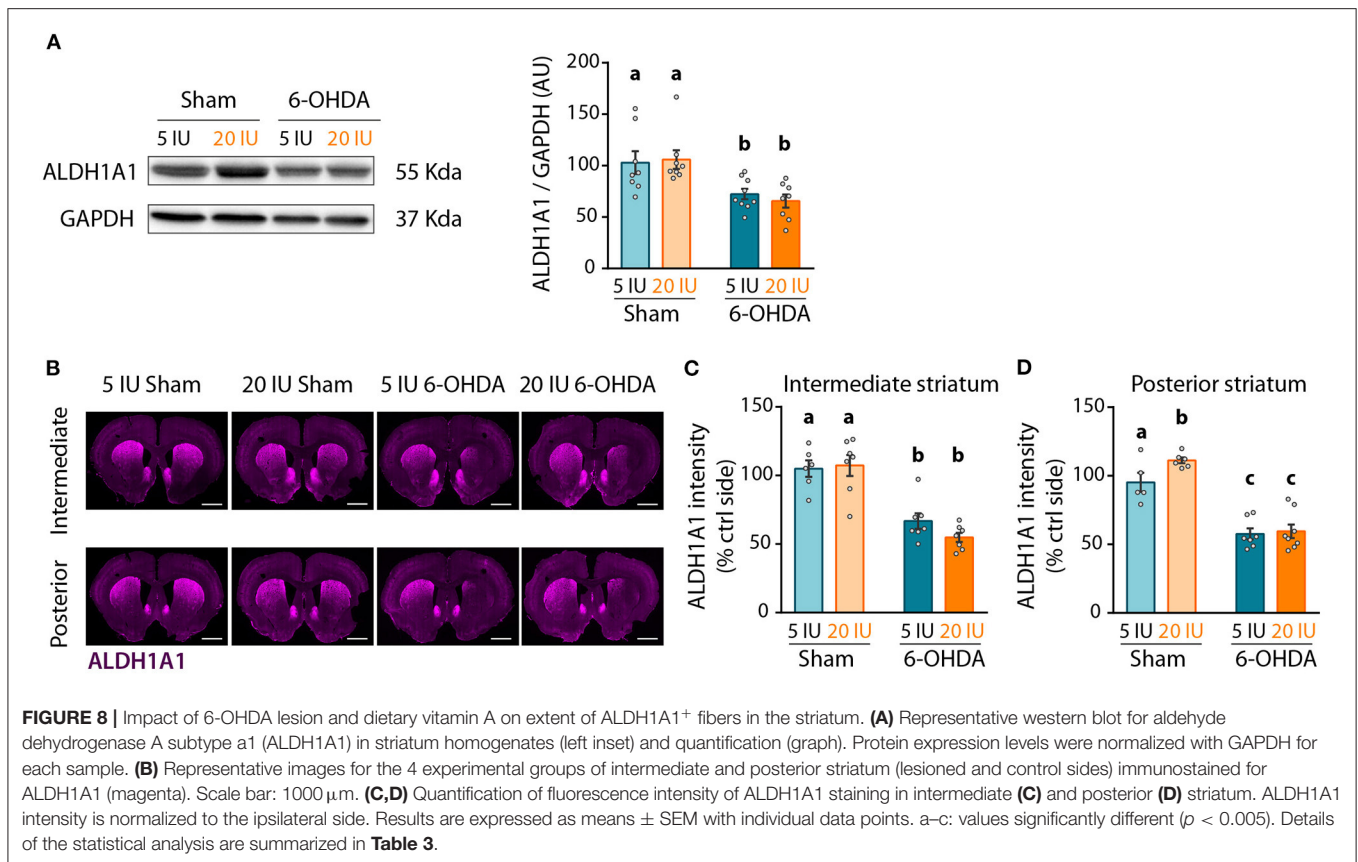 A
Sham 6-OHDA
5 IU 20 IU 5 IU 20 IU
ALDH1A1 55 Kda
GAPDH 37 Kda
ALDH1A1 / GAPDH (AU)
200
150
100
50
0
a a b b
5 IU 20 IU 5 IU 20 IU
Sham 6-OHDA
B
5 IU Sham 20 IU Sham 5 IU 6-OHDA 20 IU 6-OHDA
Intermediate
Posterior
ALDH1A1
C
Intermediate striatum
ALDH1A1 intensity
(% ctrl side)
150
100
50
0
a a b b
5 IU 20 IU 5 IU 20 IU
Sham 6-OHDA
D
Posterior striatum
ALDH1A1 intensity
(% ctrl side)
150
100
50
0
a b c c
5 IU 20 IU 5 IU 20 IU
Sham 6-OHDA
FIGURE 8 | Impact of 6-OHDA lesion and dietary vitamin A on extent of ALDH1A1+ fibers in the striatum. (A) Representative western blot for aldehyde
dehydrogenase A subtype a1 (ALDH1A1) in striatum homogenates (left inset) and quantification (graph). Protein expression levels were normalized with GAPDH for
each sample. (B) Representative images for the 4 experimental groups of intermediate and posterior striatum (lesioned and control sides) immunostained for
ALDH1A1 (magenta). Scale bar: 1000 μm. (C,D) Quantification of fluorescence intensity of ALDH1A1 staining in intermediate (C) and posterior (D) striatum. ALDH1A1
intensity is normalized to the ipsilateral side. Results are expressed as means ± SEM with individual data points. a–c: values significantly different (p < 0.005). Details
of the statistical analysis are summarized in Table 3.